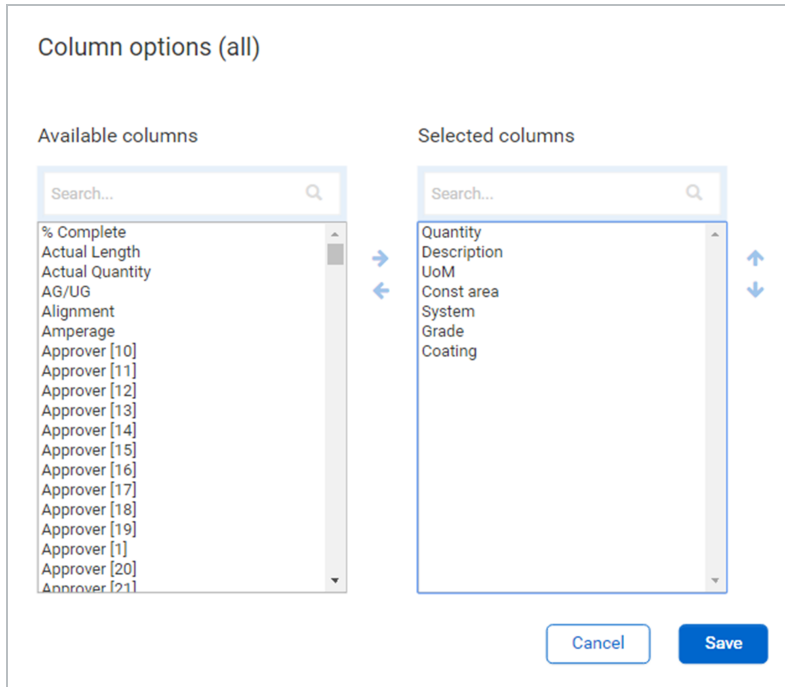 Column options (all)
Available columns
Search...
% Complete
Actual Length
Actual Quantity
AG/UG
Alignment
Amperage
Approver [10]
Approver [11]
Approver [12]
Approver [13]
Approver [14]
Approver [15]
Approver [16]
Approver [17]
Approver [18]
Approver [19]
Approver [1]
Approver [20]
Approver [21]
Selected columns
Search...
Quantity
Description
UoM
Const area
System
Grade
Coating
Cancel
Save